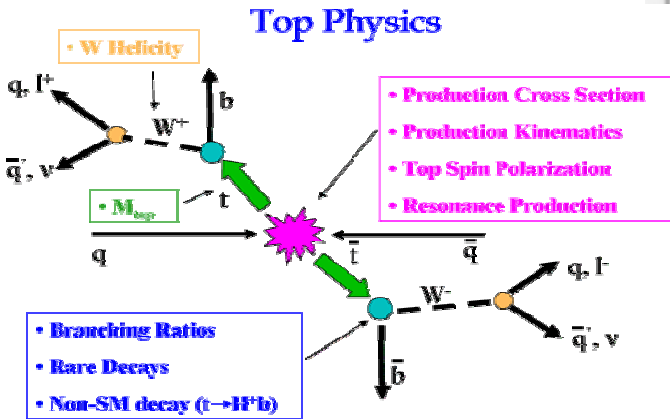 Top Physics
• W Helicity
q, l⁺
b
W⁺
q̄', ν
• Production Cross Section
• Production Kinematics
• Top Spin Polarization
• Resonance Production
• M
t
q
t̄
q̄
q, l⁻
W⁻
q̄', ν
b̄
• Branching Ratios
• Rare Decays
• Non-SM decay (t→H⁺b)